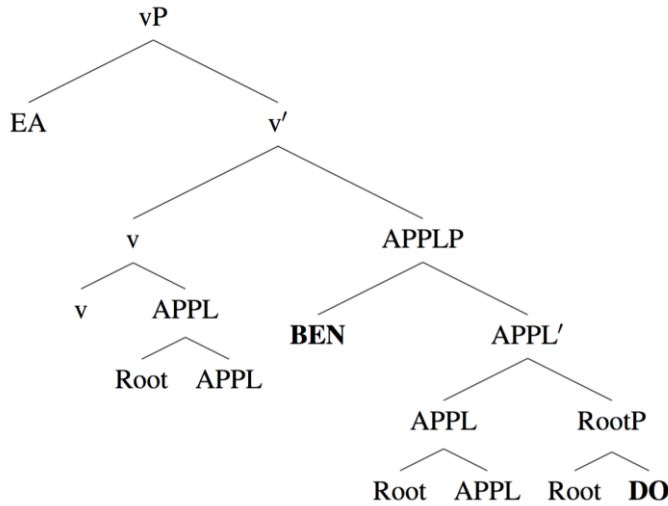 vP
EA v′
v APPLP
v APPL BEN APPL′
Root APPL APPL RootP
Root APPL Root DO